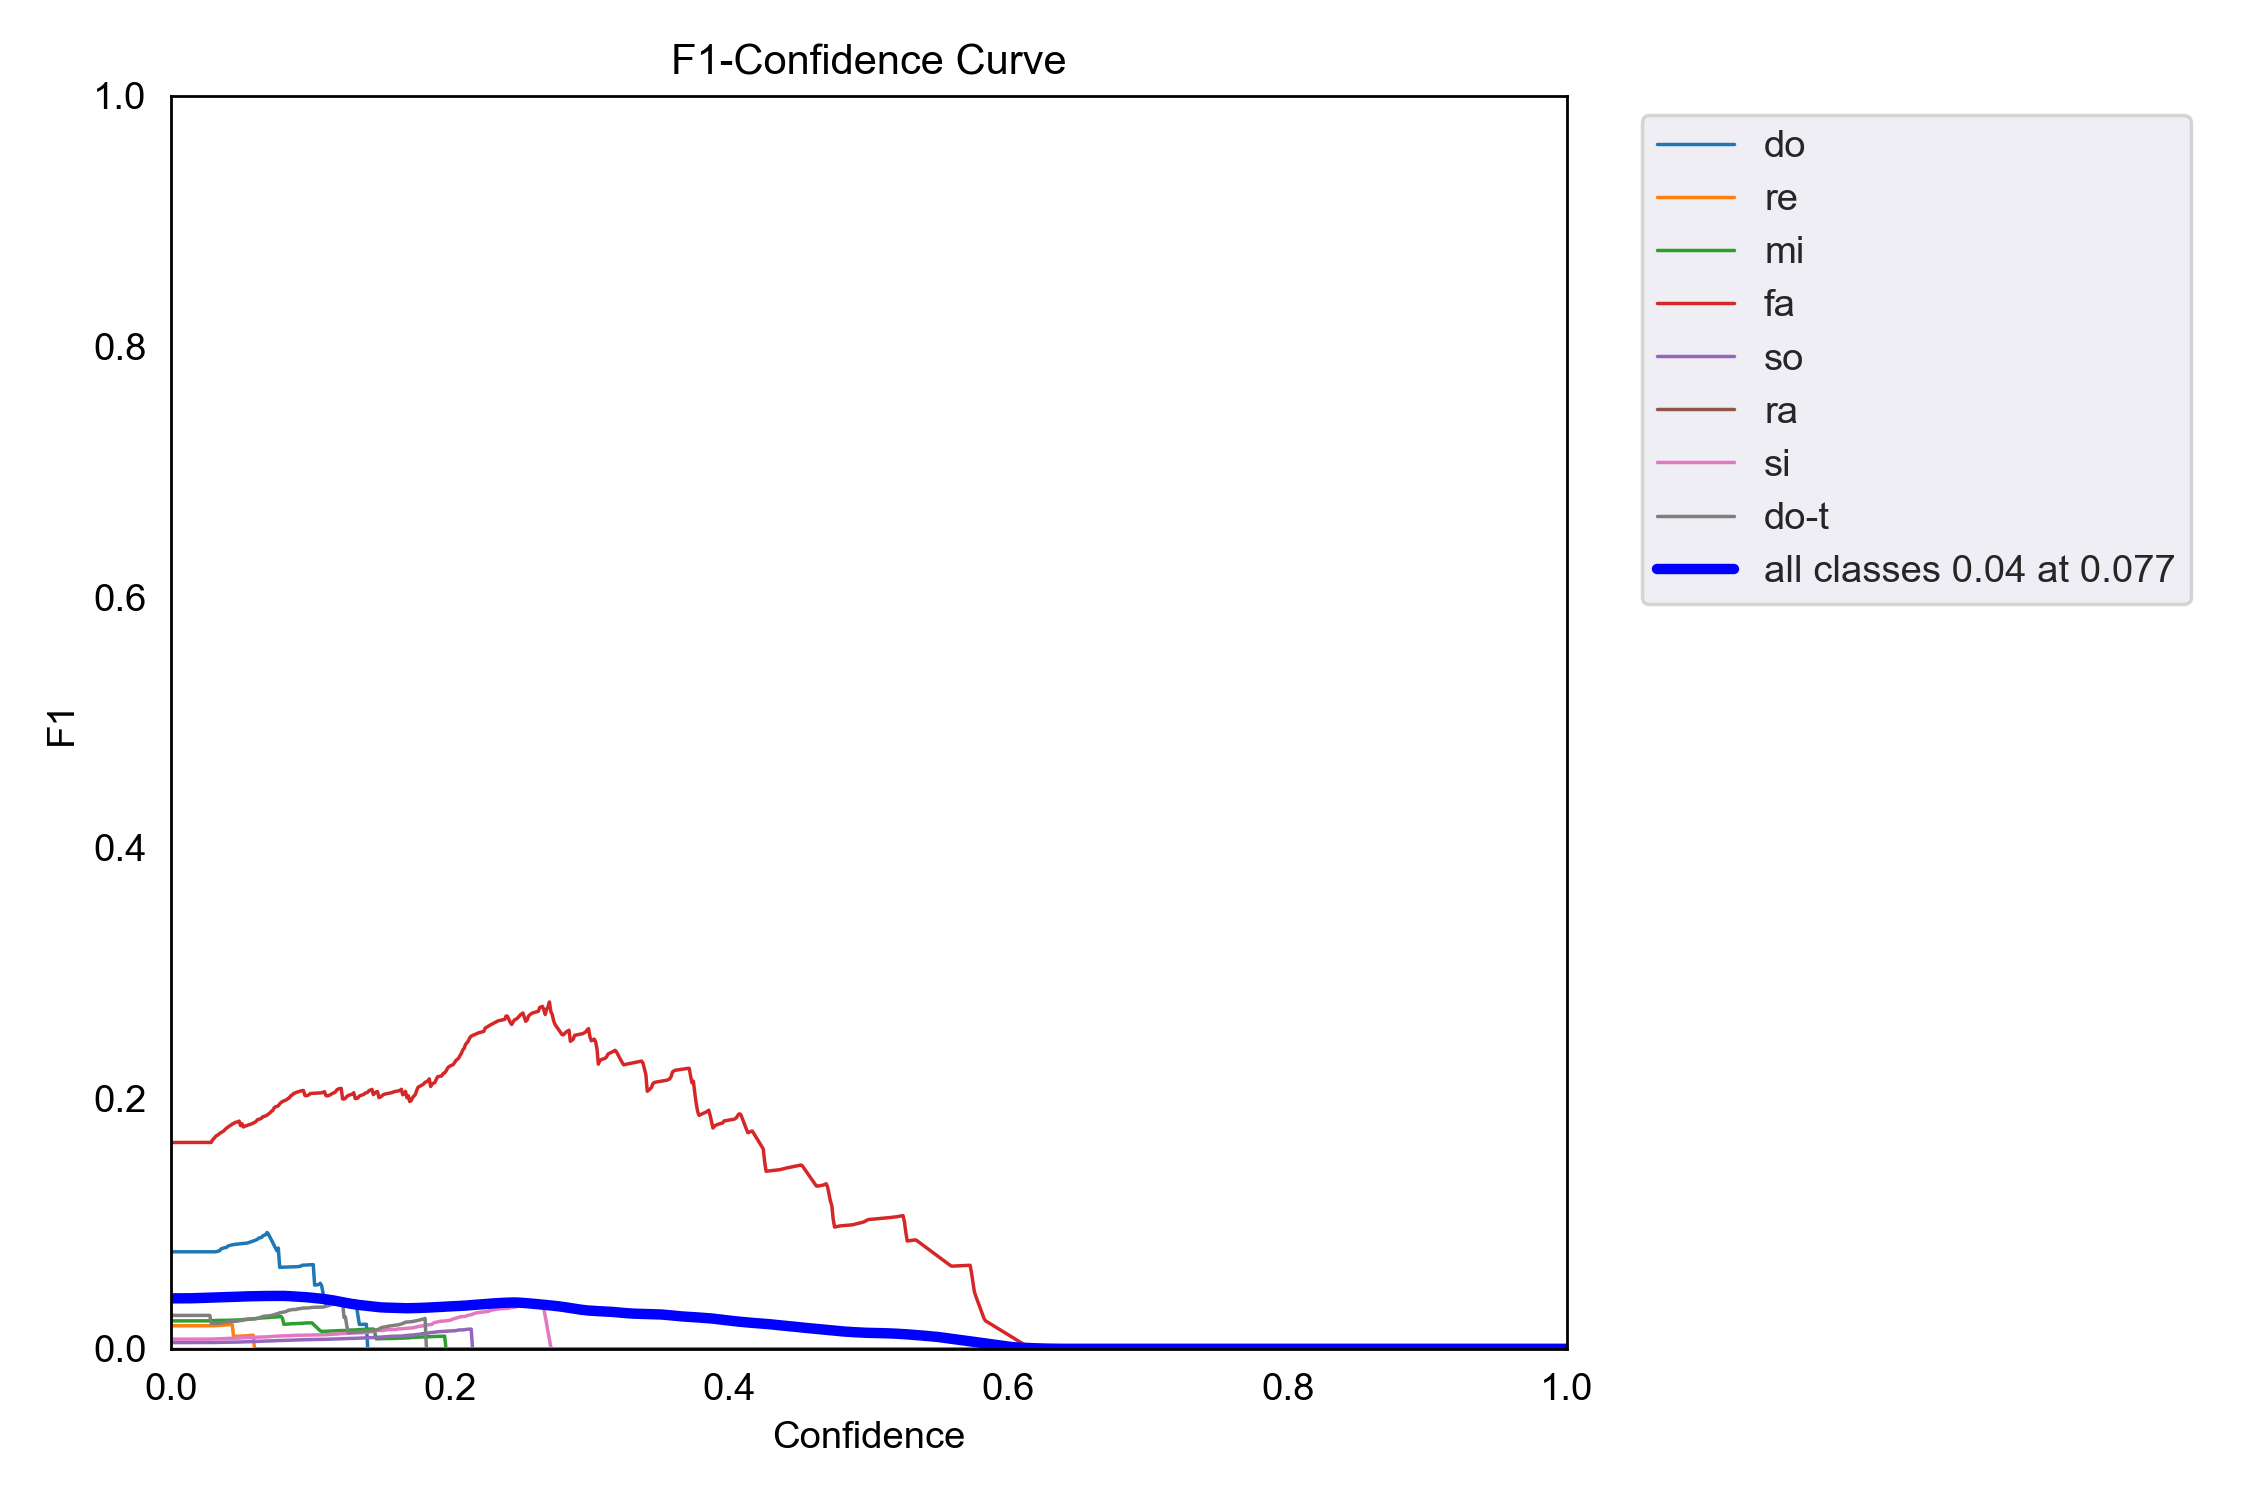 F1-Confidence Curve
1.0
0.8
0.6
0.4
0.2
0.0
F1
0.0 0.2 0.4 0.6 0.8 1.0
Confidence
do
re
mi
fa
so
ra
si
do-t
all classes 0.04 at 0.077